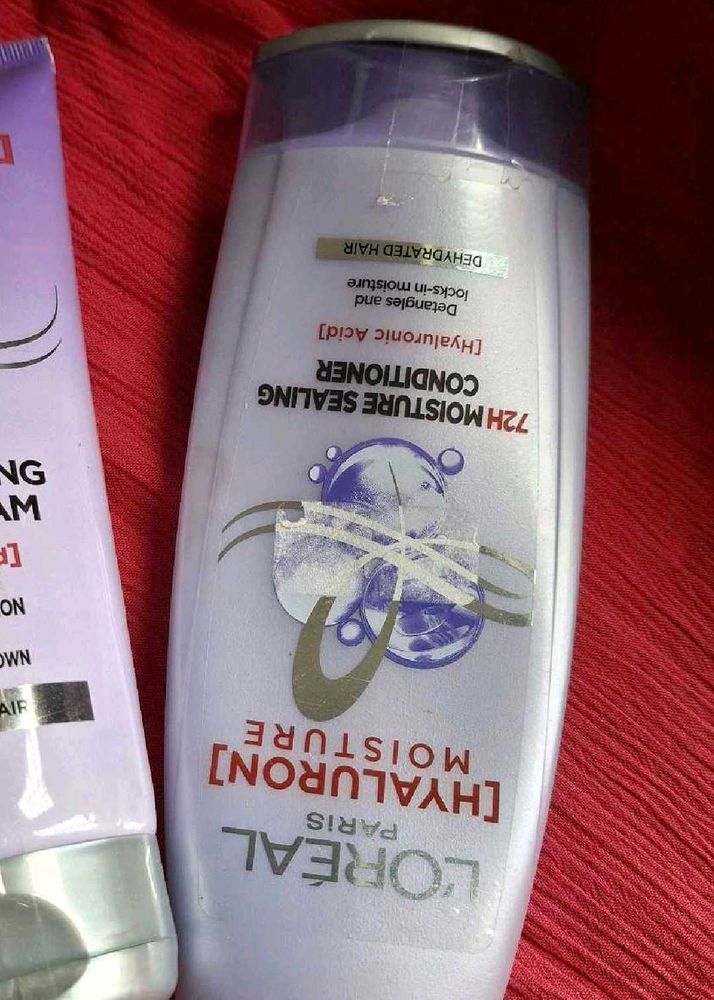 L'ORÉAL
PARIS
[HYALURON]
MOISTURE
72H MOISTURE SEALING
CONDITIONER
[Hyaluronic Acid]
Detangles and
locks-in moisture
DEHYDRATED HAIR
NG
AM
ON
OWN
AIR